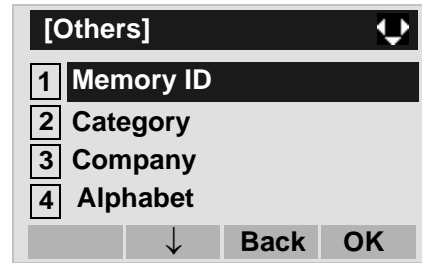 [Others]
1 Memory ID
2 Category
3 Company
4 Alphabet
↓ Back OK